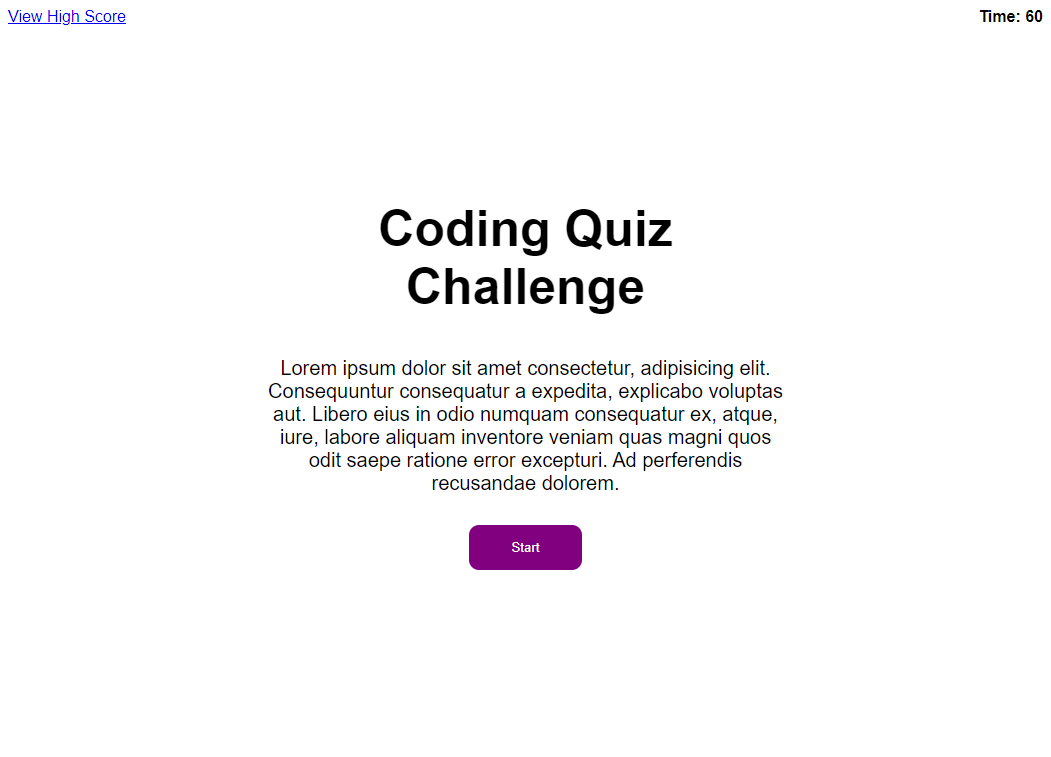 View High Score
Time: 60
Coding Quiz
Challenge
Lorem ipsum dolor sit amet consectetur, adipisicing elit.
Consequuntur consequatur a expedita, explicabo voluptas
aut. Libero eius in odio numquam consequatur ex, atque,
iure, labore aliquam inventore veniam quas magni quos
odit saepe ratione error excepturi. Ad perferendis
recusandae dolorem.
Start